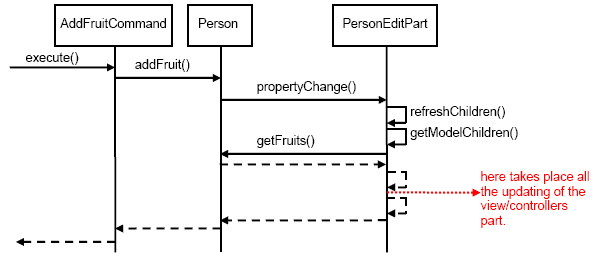 AddFruitCommand
Person
PersonEditPart
execute()
addFruit()
propertyChange()
refreshChildren()
getModelChildren()
getFruits()
here takes place all
the updating of the
view/controllers
part.